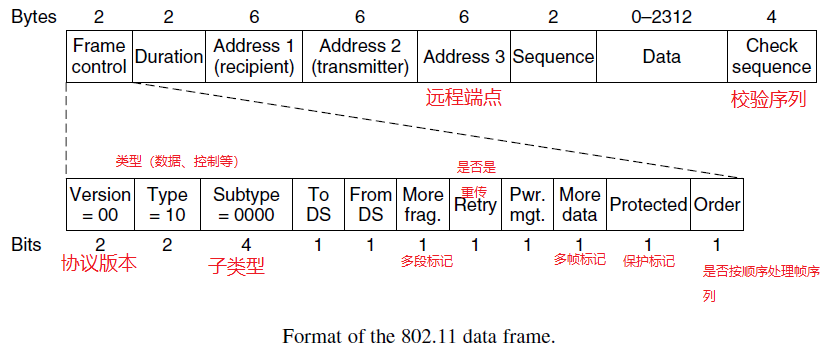 Bytes 2 2 6 6 6 2 0–2312 4
Frame control Duration Address 1 (recipient) Address 2 (transmitter) Address 3 Sequence Data Check sequence
远程端点 校验序列
类型（数据、控制等）
是否是
重传
Version = 00 Type = 10 Subtype = 0000 To DS From DS More frag. Retry Pwr. mgt. More data Protected Order
Bits 2 2 4 1 1 1 1 1 1 1 1
协议版本 子类型 多段标记 多帧标记 保护标记 是否按顺序处理帧序
列
Format of the 802.11 data frame.